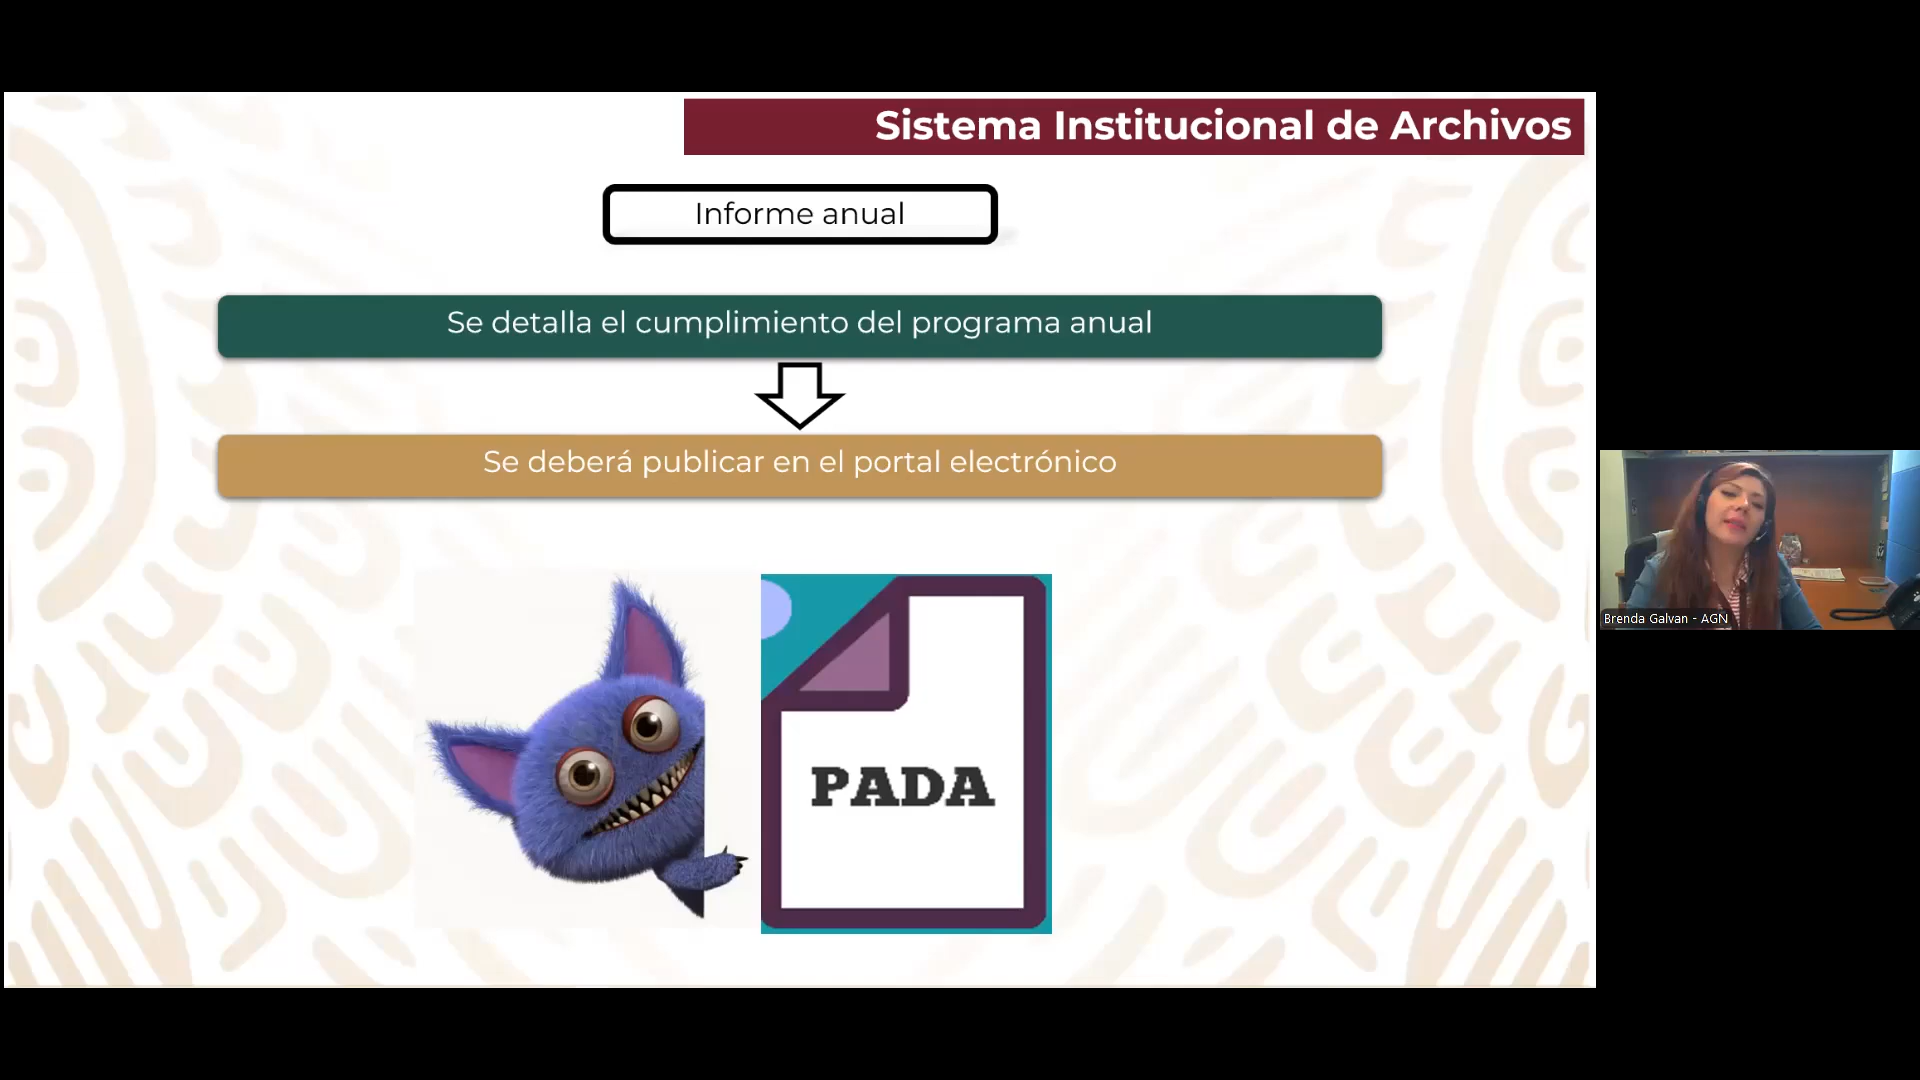 Sistema Institucional de Archivos
Informe anual
Se detalla el cumplimiento del programa anual
Se deberá publicar en el portal electrónico
PADA
Brenda Galvan - AGN